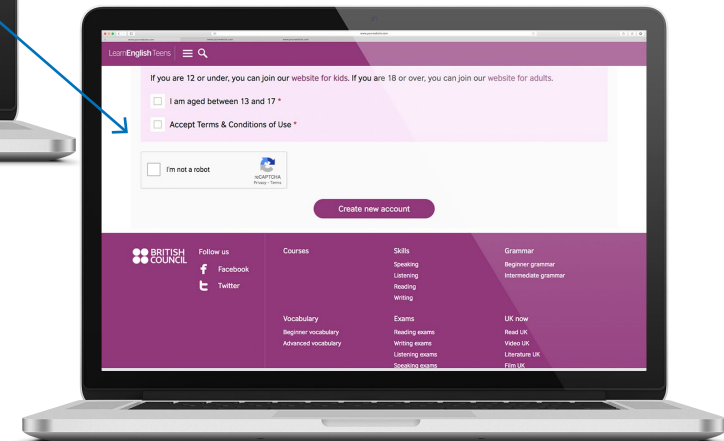 LearnEnglish Teens
If you are 12 or under, you can join our website for kids. If you are 18 or over, you can join our website for adults.
I am aged between 13 and 17 *
Accept Terms & Conditions of Use *
I'm not a robot
reCAPTCHA
Privacy - Terms
Create new account
BRITISH
COUNCIL
Follow us
Facebook
Twitter
Courses
Skills
Speaking
Listening
Reading
Writing
Grammar
Beginner grammar
Intermediate grammar
Vocabulary
Beginner vocabulary
Advanced vocabulary
Exams
Reading exams
Writing exams
Listening exams
Speaking exams
UK now
Read UK
Video UK
Literature UK
Film UK